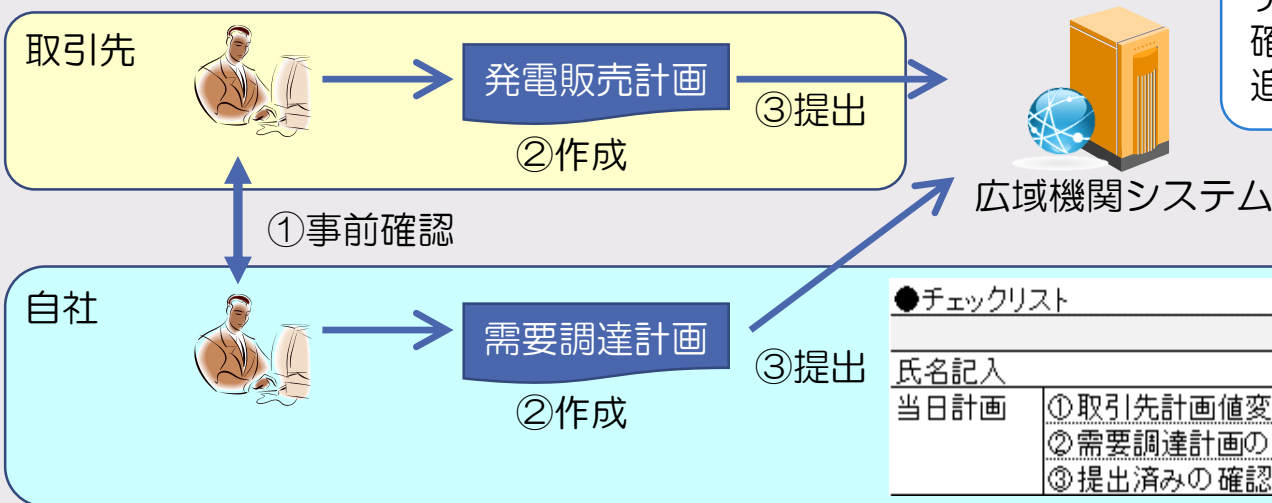 取引先
発電販売計画
③提出
②作成
確
追
広域機関システム
①事前確認
自社
需要調達計画
③提出
②作成
●チェックリスト
氏名記入
当日計画
①取引先計画値変
②需要調達計画の
③提出済みの確認